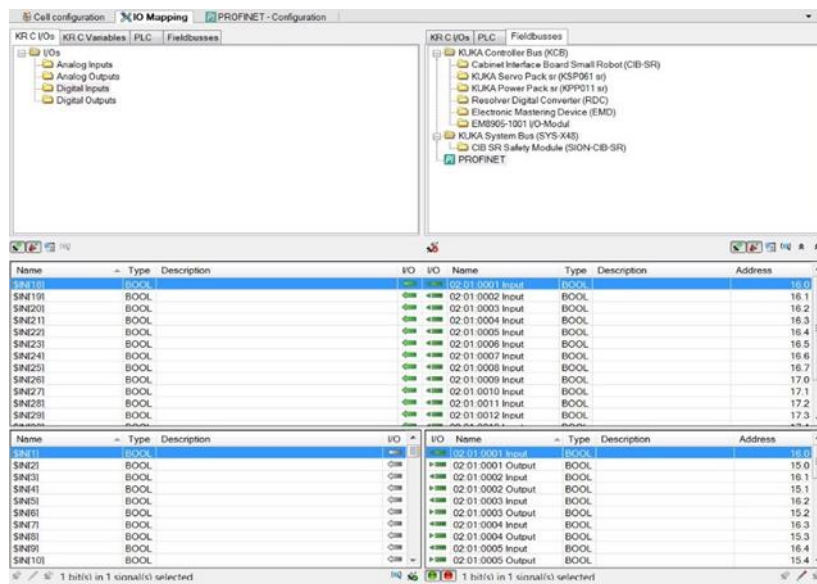 Cell configuration IO Mapping PROFINET - Configuration
KR C I/Os KR C Variables PLC Fieldbusses
I/Os
Analog Inputs
Analog Outputs
Digital Inputs
Digital Outputs
KR C I/Os PLC Fieldbusses
KUKA Controller Bus (KCB)
Cabinet Interface Board Small Robot (CIB-SR)
KUKA Servo Pack sr (KSP061 sr)
KUKA Power Pack sr (KPP011 sr)
Resolver Digital Converter (RDC)
Electronic Mastering Device (EMD)
EM8905-1001 I/O-Modul
KUKA System Bus (SYS-X48)
CIB SR Safety Module (SION-CIB-SR)
PROFINET
Name Type Description I/O I/O Name Type Description Address
$IN[18] BOOL 02:01:0001 Input BOOL 16.0
$IN[19] BOOL 02:01:0002 Input BOOL 16.1
$IN[20] BOOL 02:01:0003 Input BOOL 16.2
$IN[21] BOOL 02:01:0004 Input BOOL 16.3
$IN[22] BOOL 02:01:0005 Input BOOL 16.4
$IN[23] BOOL 02:01:0006 Input BOOL 16.5
$IN[24] BOOL 02:01:0007 Input BOOL 16.6
$IN[25] BOOL 02:01:0008 Input BOOL 16.7
$IN[26] BOOL 02:01:0009 Input BOOL 17.0
$IN[27] BOOL 02:01:0010 Input BOOL 17.1
$IN[28] BOOL 02:01:0011 Input BOOL 17.2
$IN[29] BOOL 02:01:0012 Input BOOL 17.3
Name Type Description I/O I/O Name Type Description Address
$IN[1] BOOL 02:01:0001 Input BOOL 16.0
$IN[2] BOOL 02:01:0001 Output BOOL 15.0
$IN[3] BOOL 02:01:0002 Input BOOL 16.1
$IN[4] BOOL 02:01:0002 Output BOOL 15.1
$IN[5] BOOL 02:01:0003 Input BOOL 16.2
$IN[6] BOOL 02:01:0003 Output BOOL 15.2
$IN[7] BOOL 02:01:0004 Input BOOL 16.3
$IN[8] BOOL 02:01:0004 Output BOOL 15.3
$IN[9] BOOL 02:01:0005 Input BOOL 16.4
$IN[10] BOOL 02:01:0005 Output BOOL 15.4
1 bit(s) in 1 signal(s) selected 1 bit(s) in 1 signal(s) selected